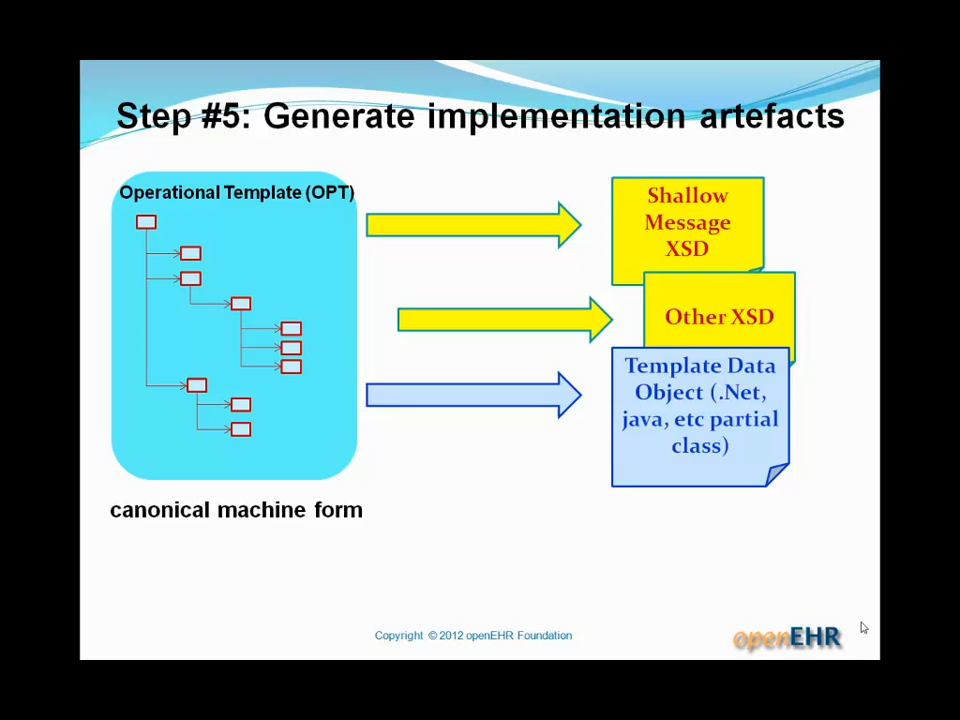 Step #5: Generate implementation artefacts
Operational Template (OPT)
Shallow
Message
XSD
Other XSD
Template Data
Object (.Net,
java, etc partial
class)
canonical machine form
Copyright © 2012 openEHR Foundation
openEHR